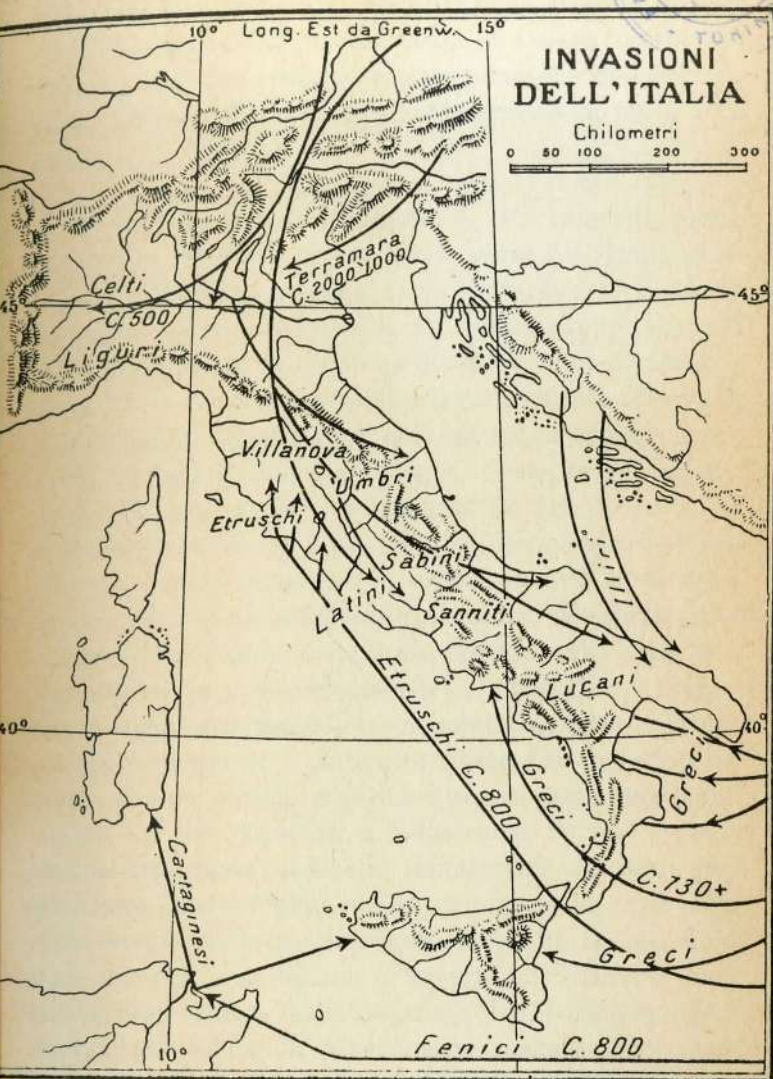 10° Long. Est da Greenw. 15°
TORIN
INVASIONI
DELL'ITALIA
Chilometri
0 50 100 200 300
Terramara
C. 2000-1000
Celti
45° 45°
C. 500
Liguri
Villanova
Umbri
Etruschi
Illiri
Sabini
Latini
Sanniti
Lucani
40° 40°
Etruschi C. 800
Greci
Greci
C. 730+
Cartaginesi
Greci
Fenici C. 800
10°